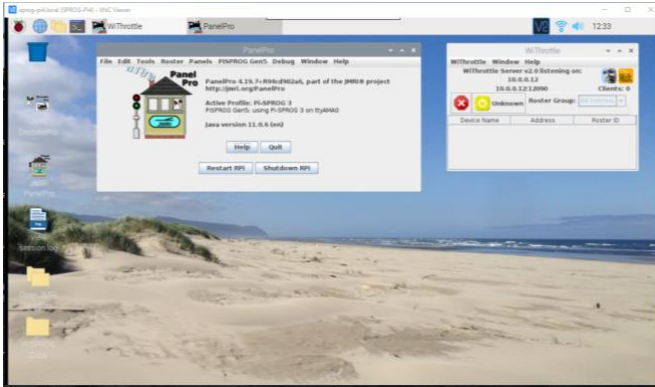 sprog-pi4.local (SPROG-Pi4) - VNC Viewer
WiThrottle
PanelPro
12:33
PanelPro
File Edit Tools Roster Panels PiSPROG Gen5 Debug Window Help
Panel
Pro
PanelPro 4.19.7+R94cd902a6, part of the JMRI® project
http://jmri.org/PanelPro
Active Profile: Pi-SPROG 3
PiSPROG Gen5: using Pi-SPROG 3 on ttyAMA0
Java version 11.0.6 (en)
Help Quit
Restart RPi Shutdown RPi
WiThrottle
WiThrottle Window Help
WiThrottle Server v2.0 listening on:
10.0.0.12
10.0.0.12:12090
Clients: 0
Unknown
Roster Group:
Device Name Address Roster ID
JMRI
PanelPro
session.log